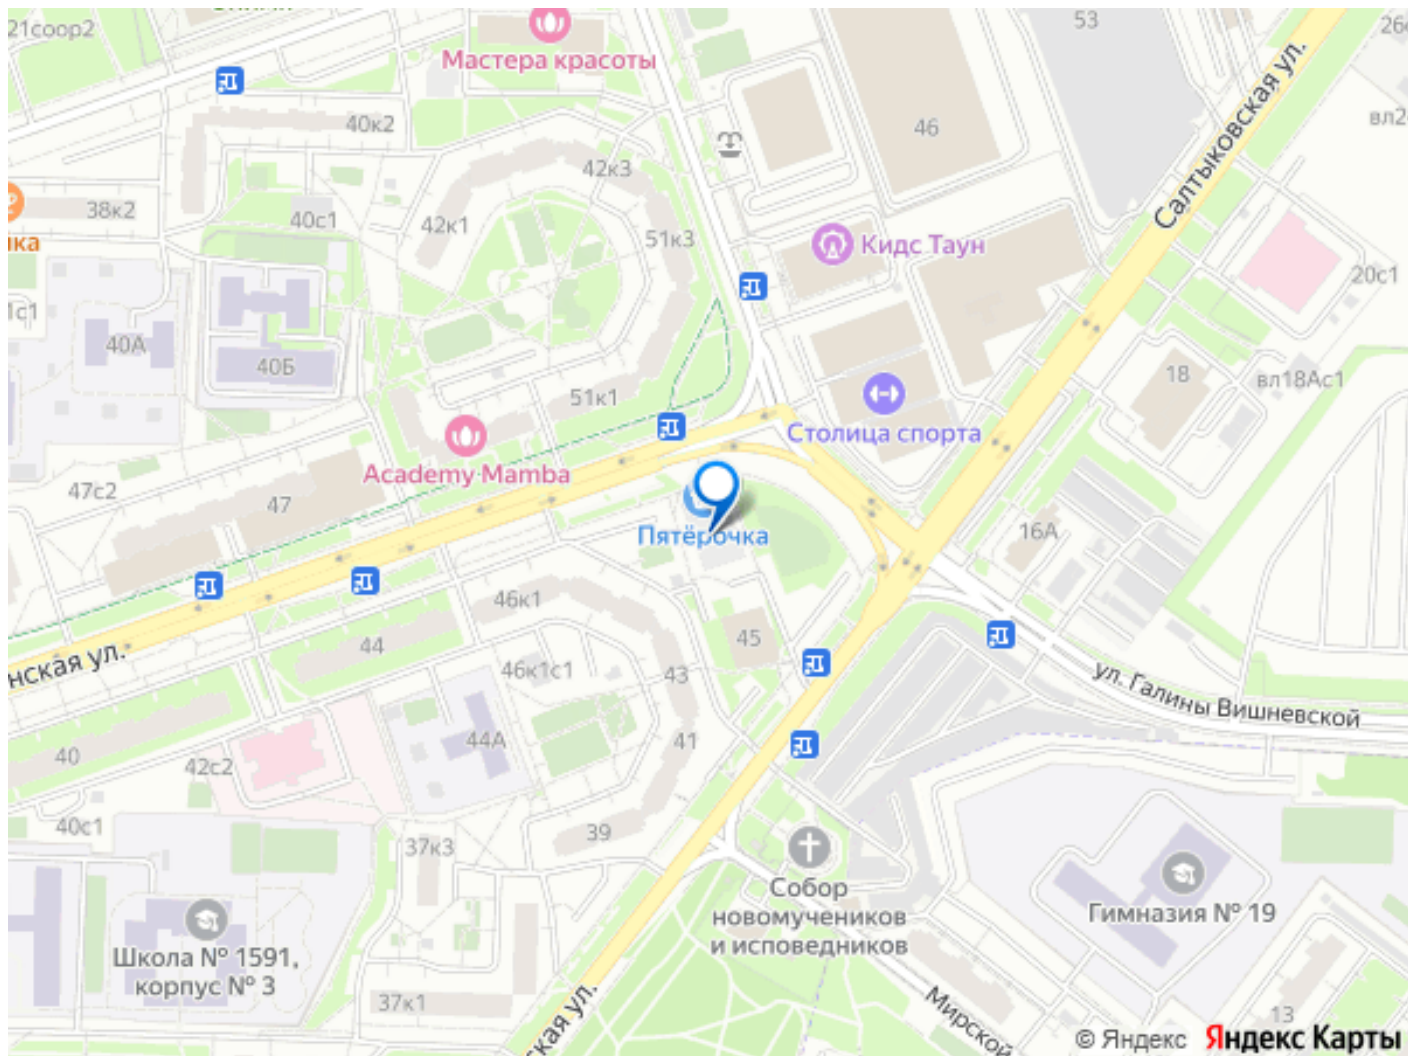 21соор2
53
Мастера красоты
40к2
46
Салтыковская ул.
42к3
38к2
40с1
42к1
51к3
Кидс Таун
20с1
1с1
40А
40Б
51к1
18
вл18Ас1
Столица спорта
Academy Mamba
47с2
47
Пятёрочка
16А
46к1
45
44
нская ул.
46к1с1
43
ул. Галины Вишневской
44А
41
40
42с2
40с1
39
37к3
Собор
новомучеников
и исповедников
Гимназия № 19
Школа № 1591,
корпус № 3
37к1
ская ул.
Мирской
13
© Яндекс Яндекс Карты